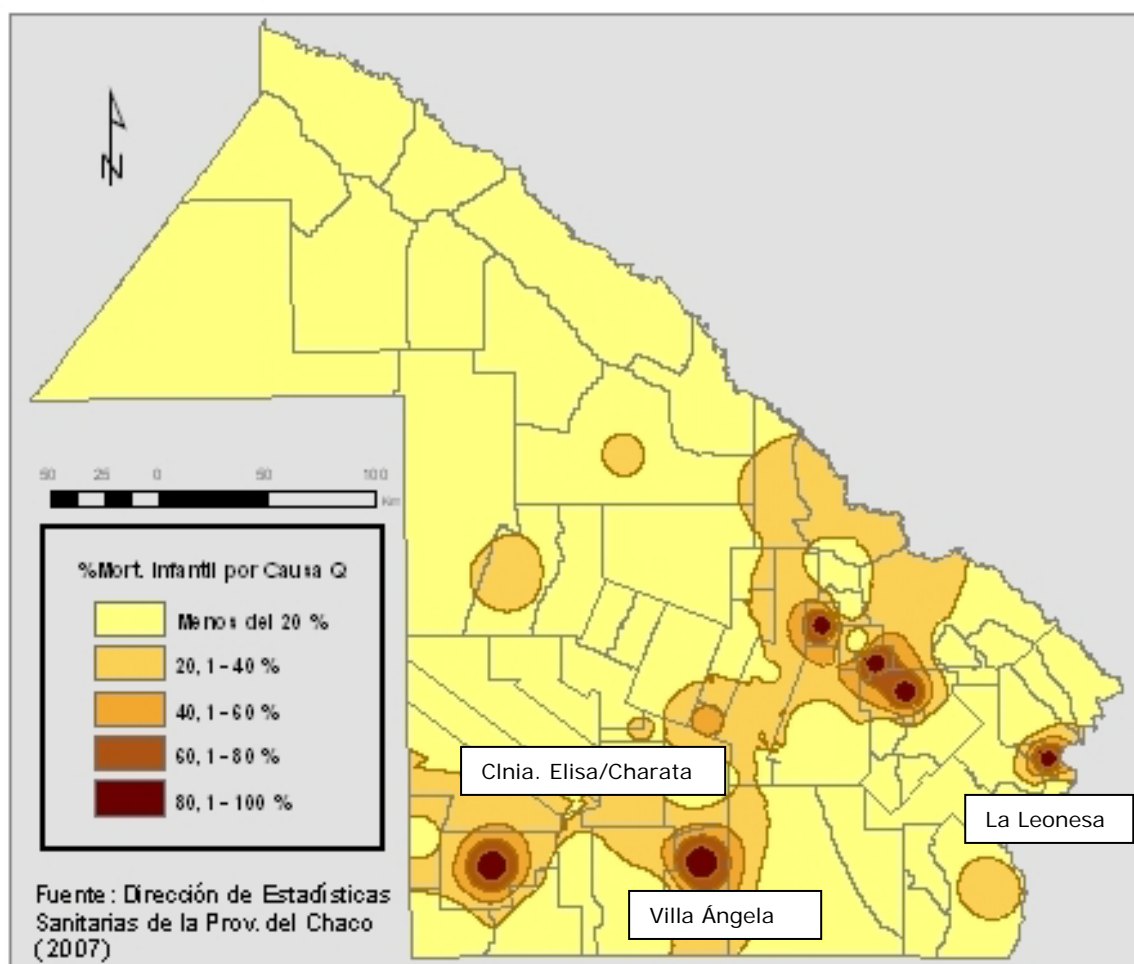 N
50 25 0 50 100
Km
%Mort. Infantil por Causa Q
Menos del 20 %
20, 1 - 40 %
40, 1 - 60 %
60, 1 - 80 %
80, 1 - 100 %
Fuente: Dirección de Estadísticas
Sanitarias de la Prov. del Chaco
(2007)
Clnia. Elisa/Charata
La Leonesa
Villa Ángela